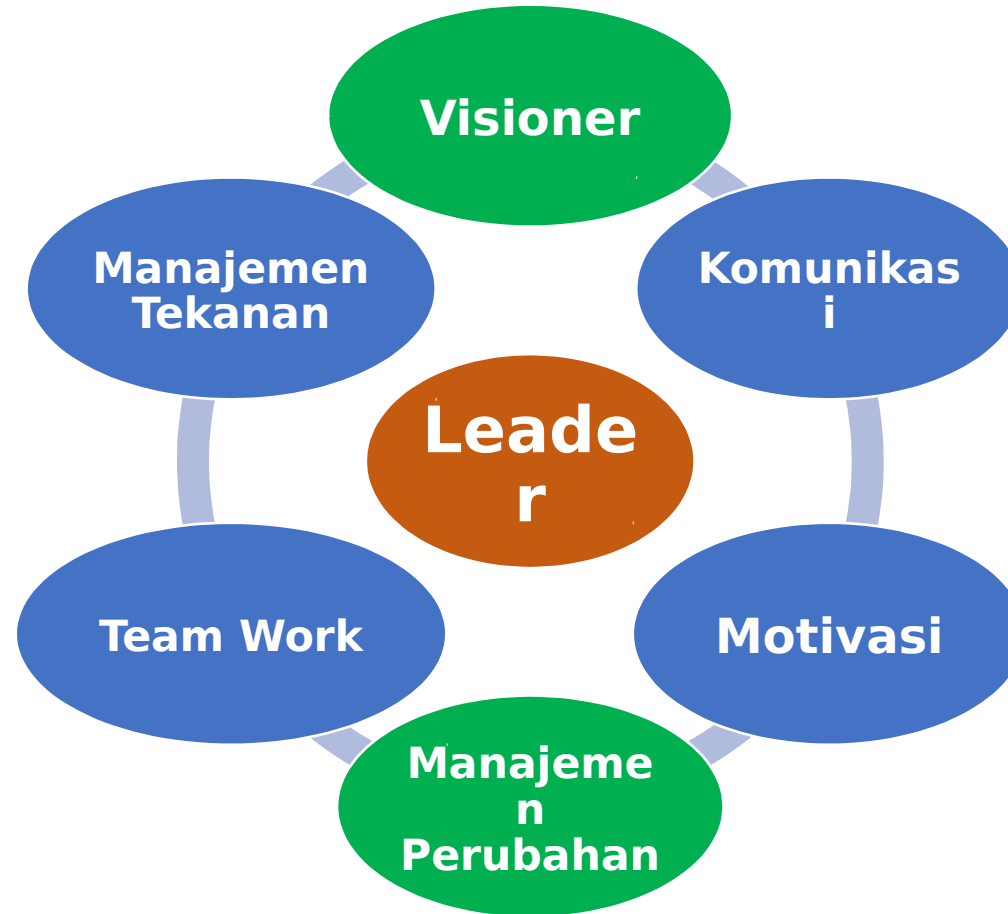 Visioner
Manajemen
Tekanan
Komunikas
i
Leade
r
Team Work
Motivasi
Manajeme
n
Perubahan